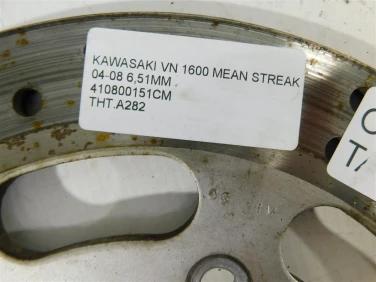 KAWASAKI VN 1600 MEAN STREAK
04-08 6,51MM
410800151CM
THT.A282